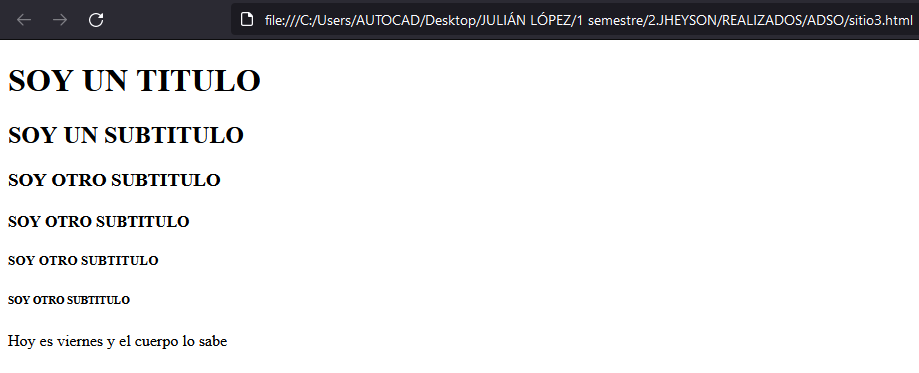 file:///C:/Users/AUTOCAD/Desktop/JULIÁN LÓPEZ/1 semestre/2.JHEYSON/REALIZADOS/ADSO/sitio3.html
SOY UN TITULO
SOY UN SUBTITULO
SOY OTRO SUBTITULO
SOY OTRO SUBTITULO
SOY OTRO SUBTITULO
SOY OTRO SUBTITULO
Hoy es viernes y el cuerpo lo sabe